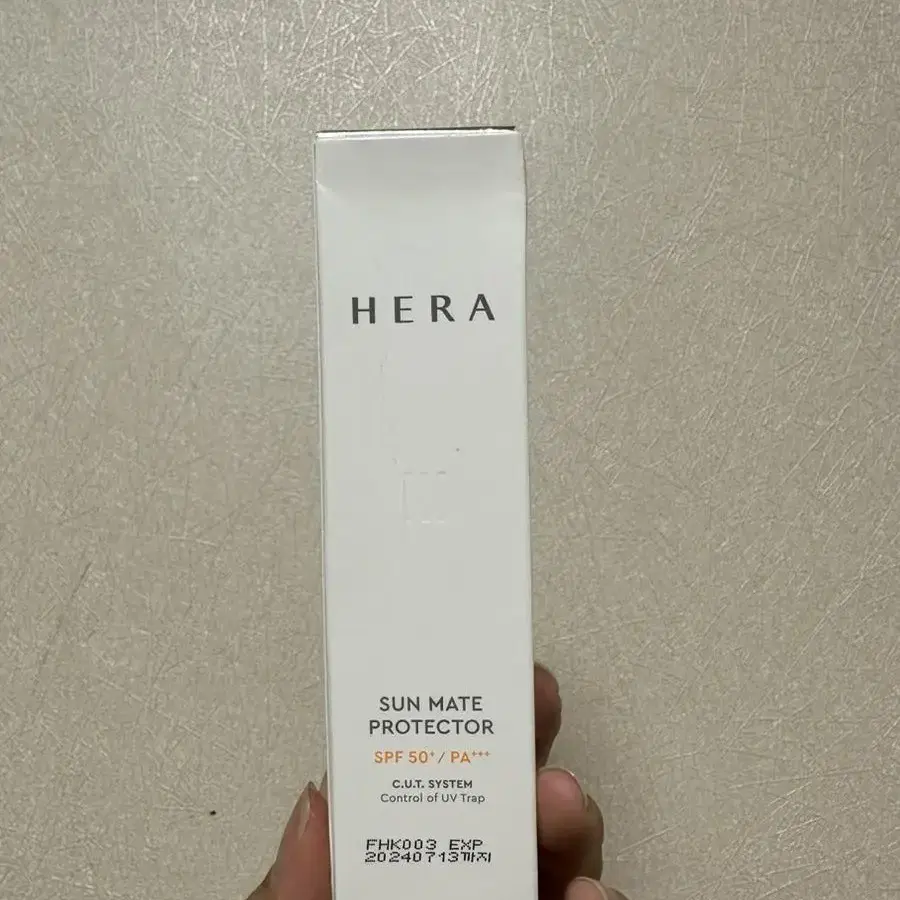 HERA
SUN MATE
PROTECTOR
SPF 50⁺ / PA⁺⁺⁺
C.U.T. SYSTEM
Control of UV Trap
FHK003 EXP
20240713까지